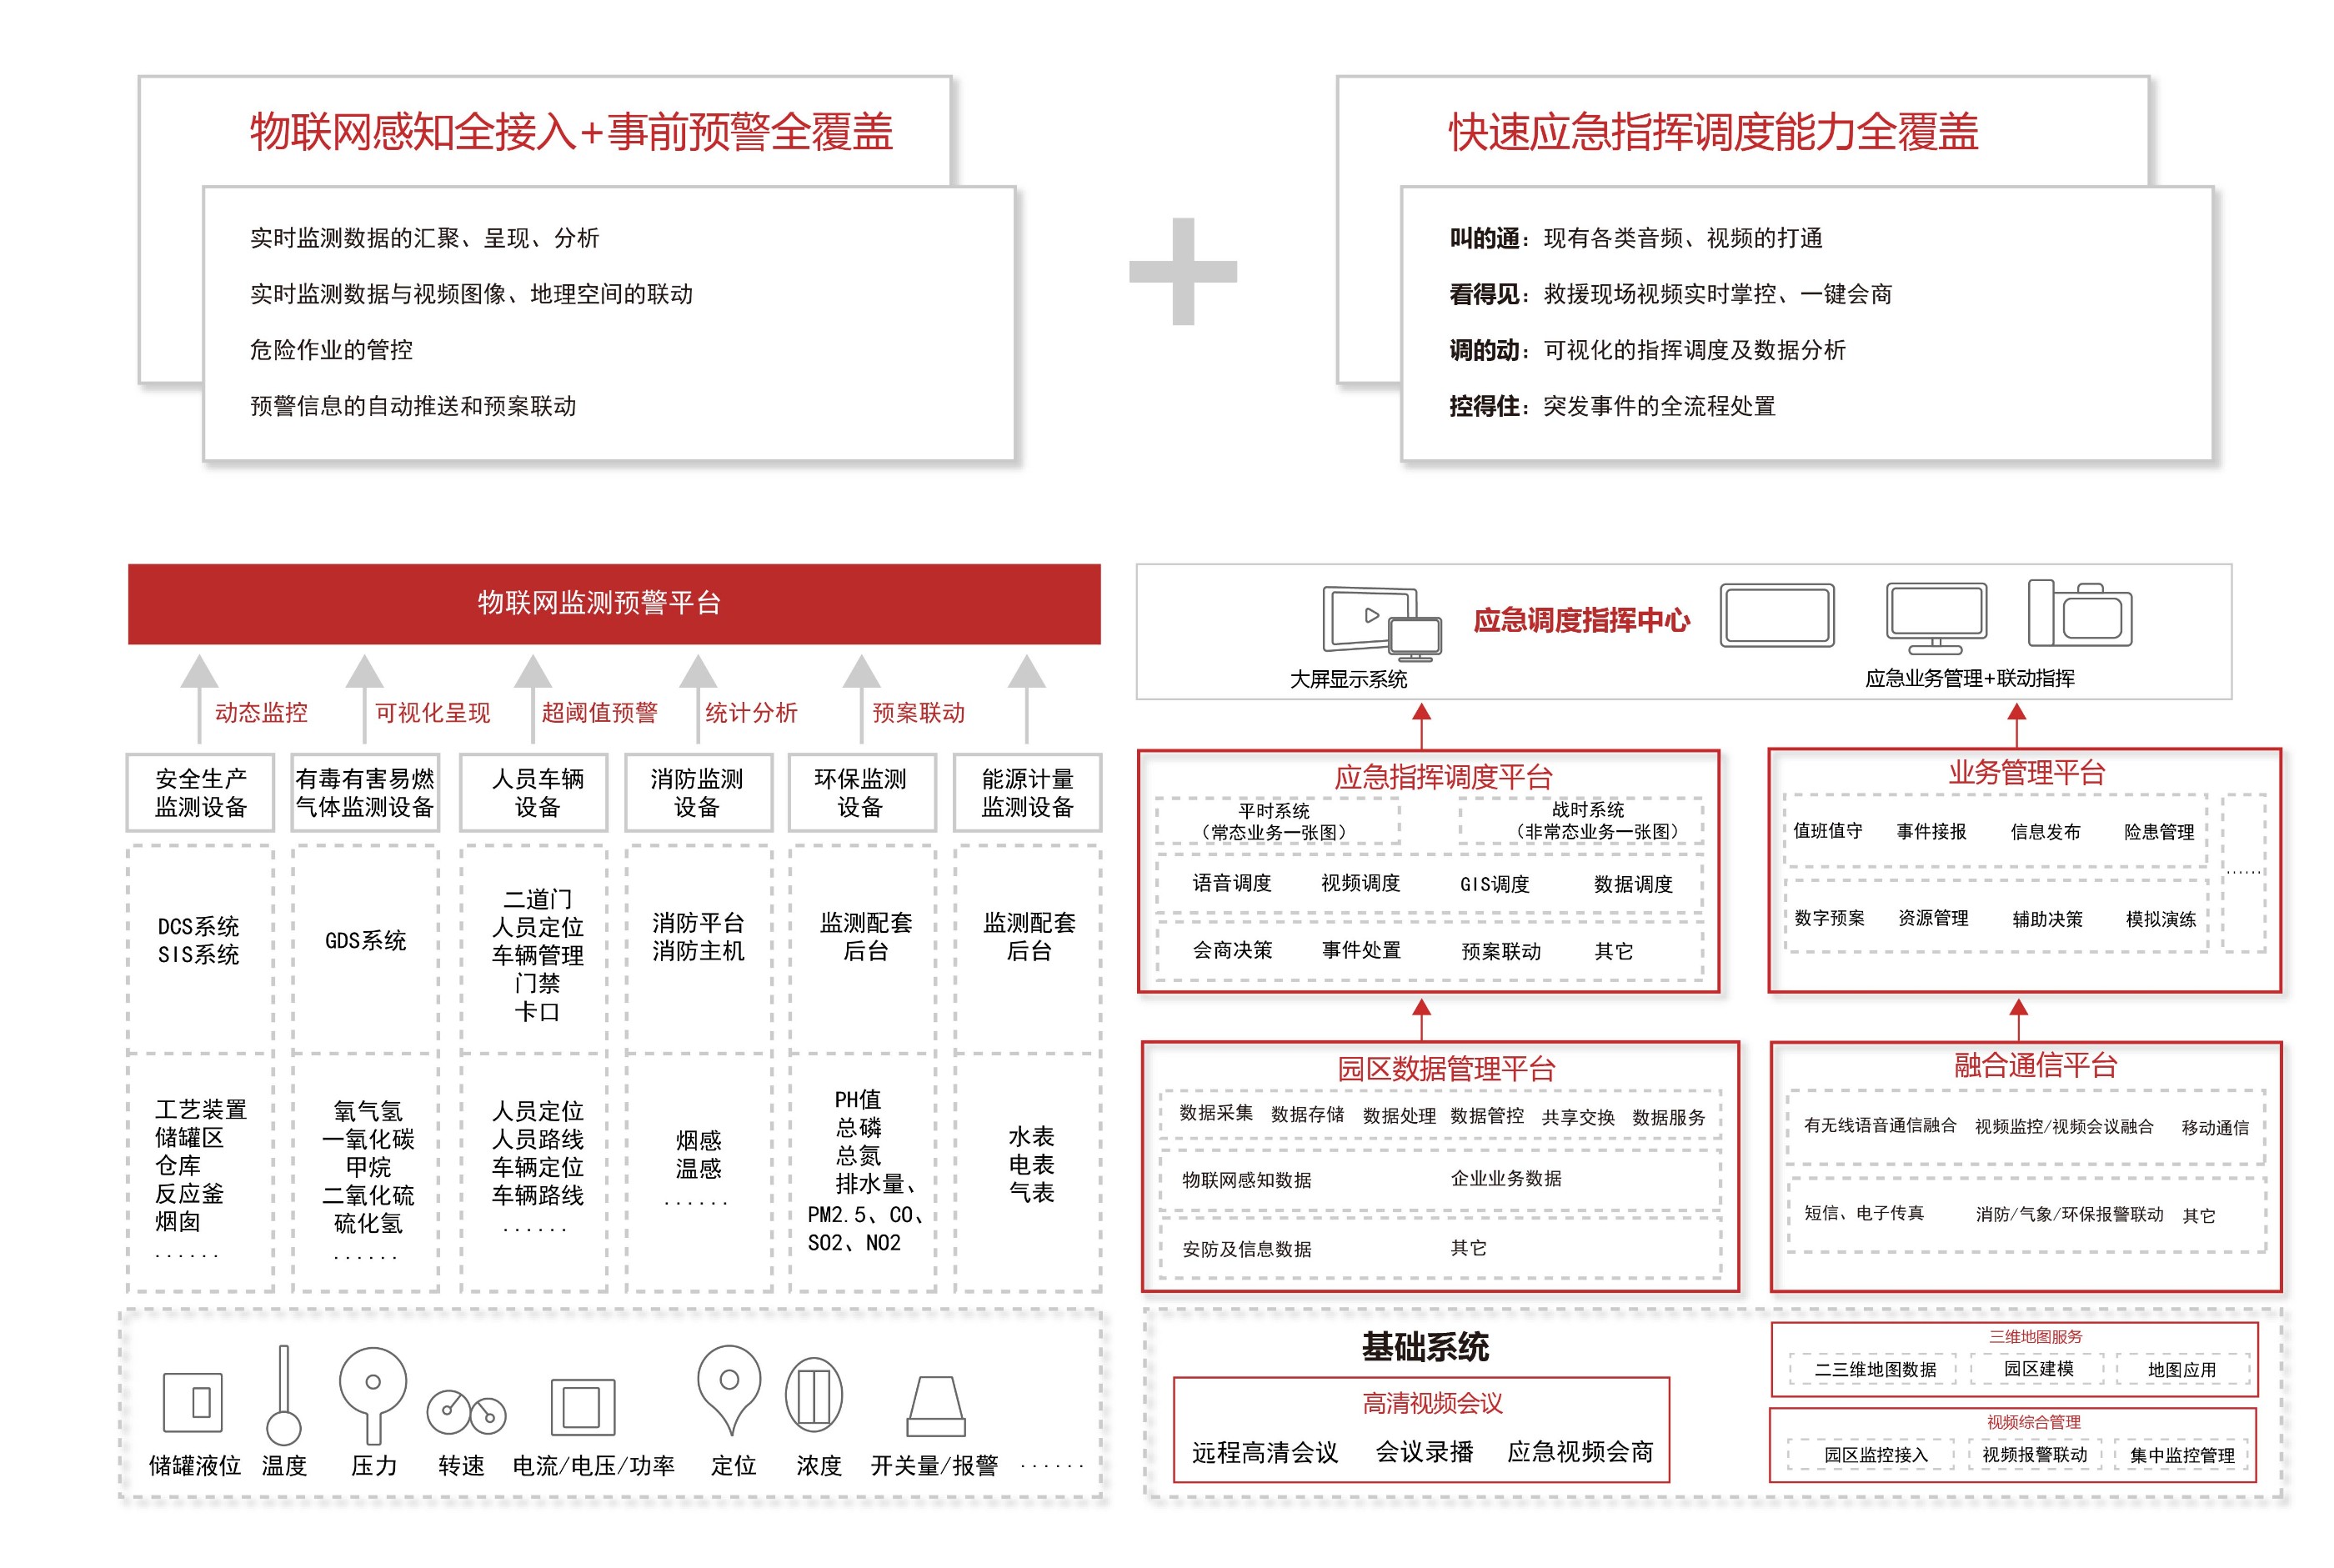 物联网感知全接入+事前预警全覆盖
实时监测数据的汇聚、呈现、分析
实时监测数据与视频图像、地理空间的联动
危险作业的管控
预警信息的自动推送和预案联动
快速应急指挥调度能力全覆盖
叫的通：现有各类音频、视频的打通
看得见：救援现场视频实时掌控、一键会商
调的动：可视化的指挥调度及数据分析
控得住：突发事件的全流程处置
物联网监测预警平台
动态监控
可视化呈现
超阈值预警
统计分析
预案联动
安全生产
监测设备
有毒有害易燃
气体监测设备
人员车辆
设备
消防监测
设备
环保监测
设备
能源计量
监测设备
DCS系统
SIS系统
GDS系统
二道门
人员定位
车辆管理
门禁
卡口
消防平台
消防主机
监测配套
后台
监测配套
后台
工艺装置
储罐区
仓库
反应釜
烟囱
......
氧气氢
一氧化碳
甲烷
二氧化硫
硫化氢
......
人员定位
人员路线
车辆定位
车辆路线
......
烟感
温感
......
PH值
总磷
总氮
排水量、
PM2.5、CO、
SO2、NO2
水表
电表
气表
储罐液位
温度
压力
转速
电流/电压/功率
定位
浓度
开关量/报警
......
应急调度指挥中心
大屏显示系统
应急业务管理+联动指挥
应急指挥调度平台
平时系统
（常态业务一张图）
战时系统
（非常态业务一张图）
语音调度
视频调度
GIS调度
数据调度
会商决策
事件处置
预案联动
其它
业务管理平台
值班值守
事件接报
信息发布
险患管理
数字预案
资源管理
辅助决策
模拟演练
......
园区数据管理平台
数据采集
数据存储
数据处理
数据管控
共享交换
数据服务
物联网感知数据
企业业务数据
安防及信息数据
其它
融合通信平台
有无线语音通信融合
视频监控/视频会议融合
移动通信
短信、电子传真
消防/气象/环保报警联动
其它
基础系统
高清视频会议
远程高清会议
会议录播
应急视频会商
三维地图服务
二三维地图数据
园区建模
地图应用
视频综合管理
园区监控接入
视频报警联动
集中监控管理